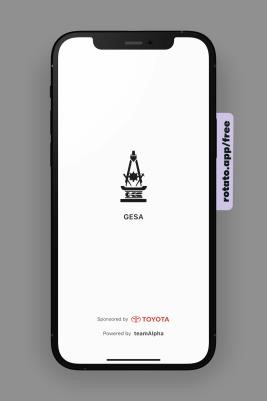 rotato.app/free
GESA
Sponsored by TOYOTA
Powered by teamAlpha